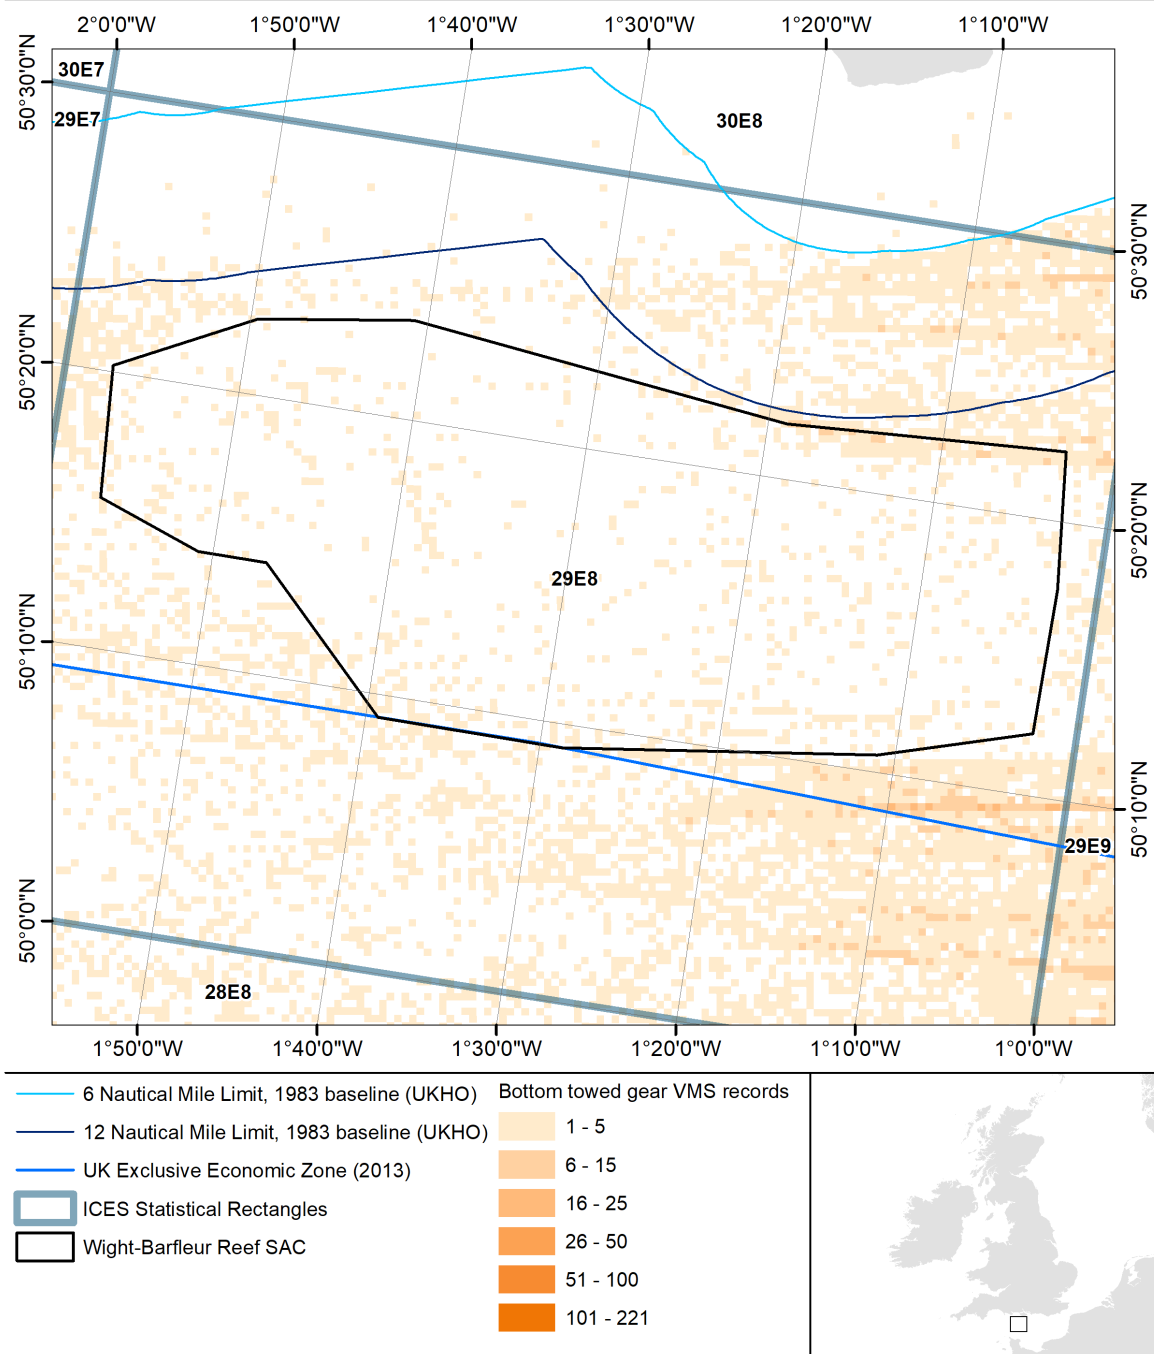 2°0'0"W 1°50'0"W 1°40'0"W 1°30'0"W 1°20'0"W 1°10'0"W
30E7
50°30'0"N
29E7
30E8
50°30'0"N
50°20'0"N
50°20'0"N
29E8
50°10'0"N
50°10'0"N
29E9
50°0'0"N
28E8
1°50'0"W 1°40'0"W 1°30'0"W 1°20'0"W 1°10'0"W 1°0'0"W
6 Nautical Mile Limit, 1983 baseline (UKHO)
12 Nautical Mile Limit, 1983 baseline (UKHO)
UK Exclusive Economic Zone (2013)
ICES Statistical Rectangles
Wight-Barfleur Reef SAC
Bottom towed gear VMS records
1 - 5
6 - 15
16 - 25
26 - 50
51 - 100
101 - 221